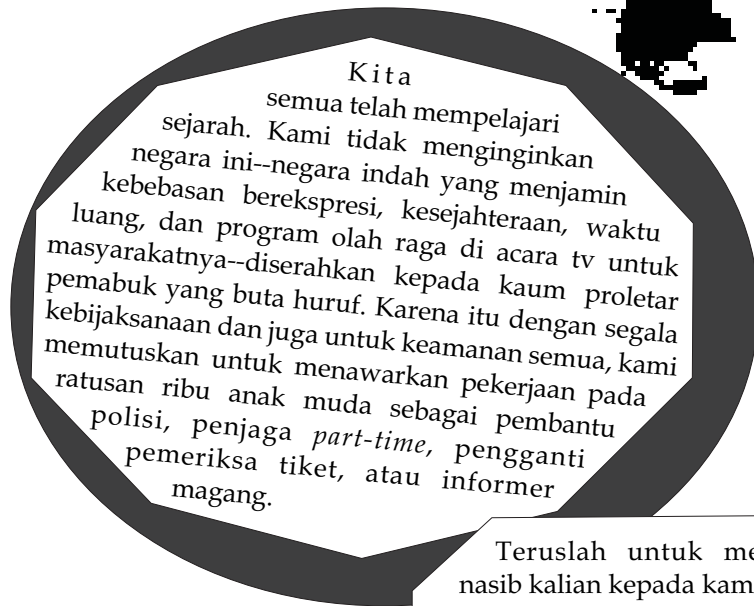 Kita
semua telah mempelajari
sejarah. Kami tidak menginginkan
negara ini--negara indah yang menjamin
kebebasan berekspresi, kesejahteraan, waktu
luang, dan program olah raga di acara tv untuk
masyarakatnya--diserahkan kepada kaum proletar
pemabuk yang buta huruf. Karena itu dengan segala
kebijaksanaan dan juga untuk keamanan semua, kami
memutuskan untuk menawarkan pekerjaan pada
ratusan ribu anak muda sebagai pembantu
polisi, penjaga part-time, pengganti
pemeriksa tiket, atau informer
magang.
Teruslah untuk
nasib kalian kepada